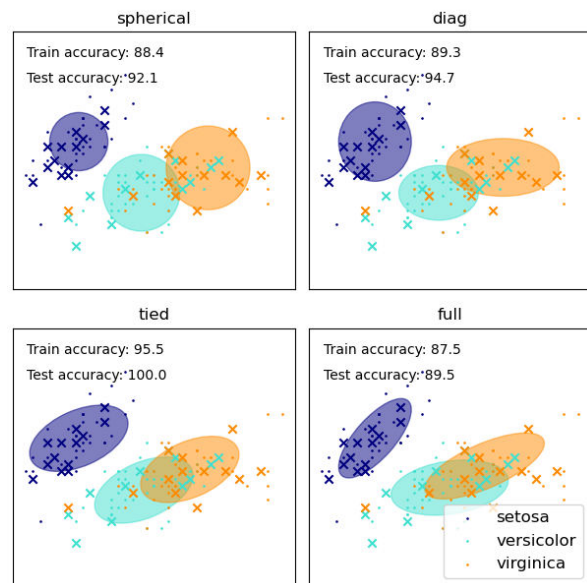 spherical
Train accuracy: 88.4
Test accuracy: 92.1
diag
Train accuracy: 89.3
Test accuracy: 94.7
tied
Train accuracy: 95.5
Test accuracy: 100.0
full
Train accuracy: 87.5
Test accuracy: 89.5
setosa
versicolor
virginica